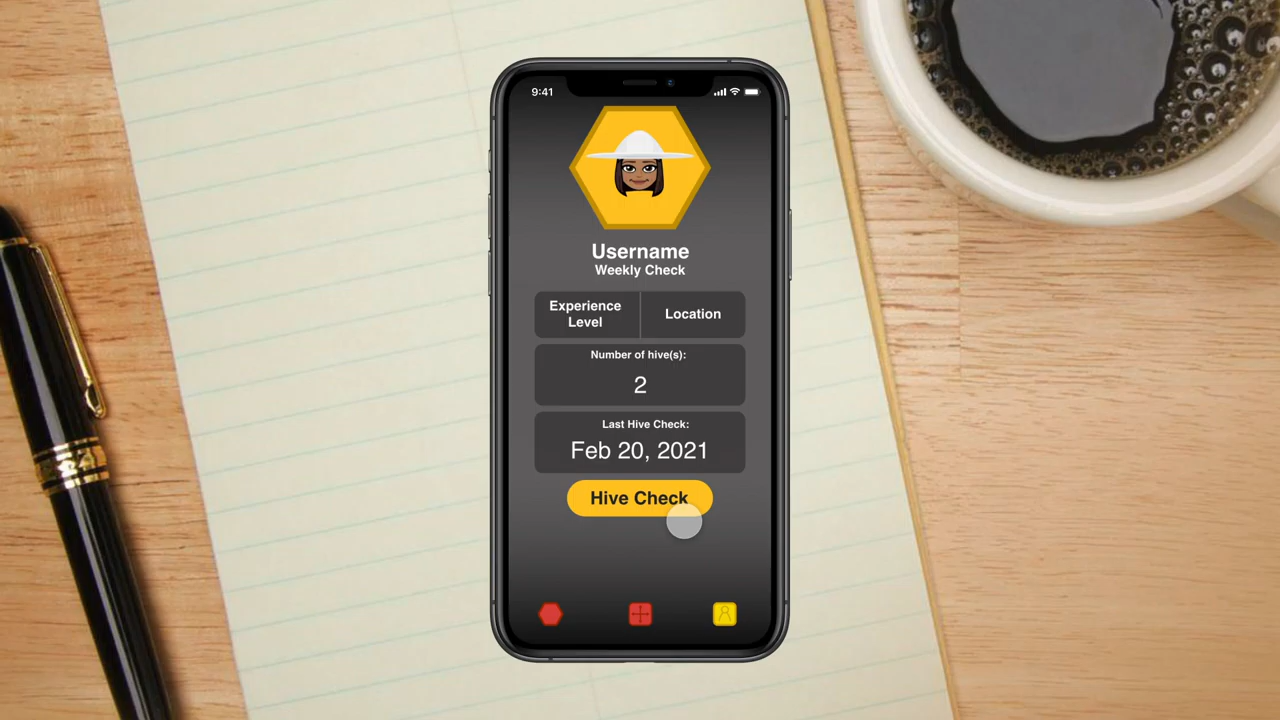 9:41
Username
Weekly Check
Experience
Level
Location
Number of hive(s):
2
Last Hive Check:
Feb 20, 2021
Hive Check